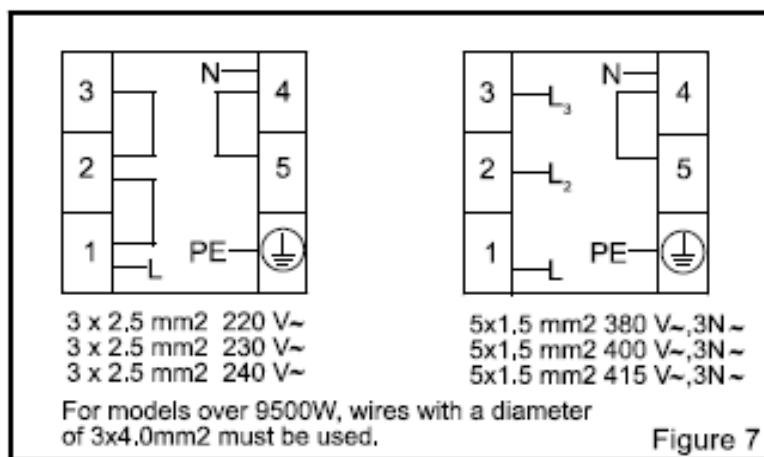 3 N 4
2 5
1 L PE
3 x 2,5 mm2 220 V~
3 x 2.5 mm2 230 V~
3 x 2.5 mm2 240 V~
3 L3 N 4
2 L2 5
1 L PE
5x1,5 mm2 380 V~,3N~
5x1,5 mm2 400 V~,3N~
5x1.5 mm2 415 V~,3N~
For models over 9500W, wires with a diameter
of 3x4.0mm2 must be used.
Figure 7